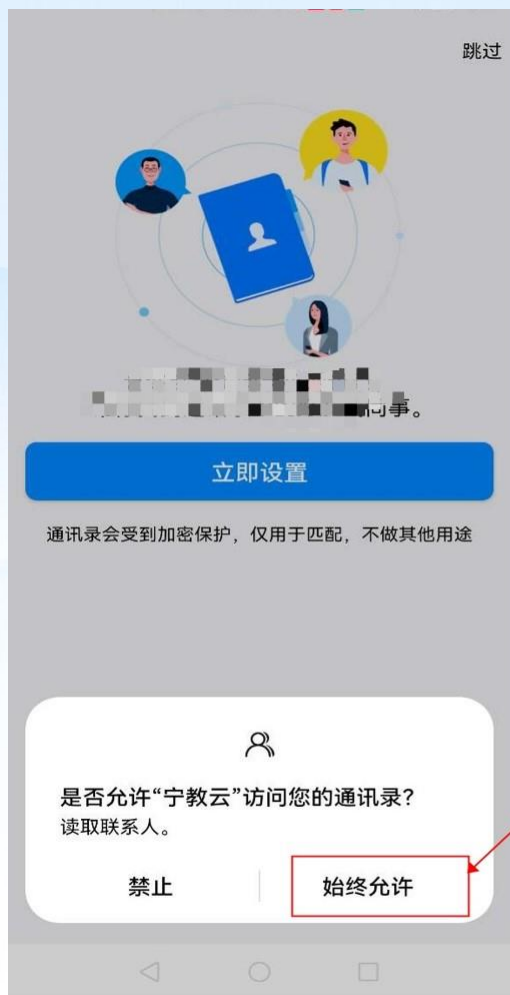 跳过
同事。
立即设置
通讯录会受到加密保护，仅用于匹配，不做其他用途
是否允许“宁教云”访问您的通讯录？
读取联系人。
禁止
始终允许